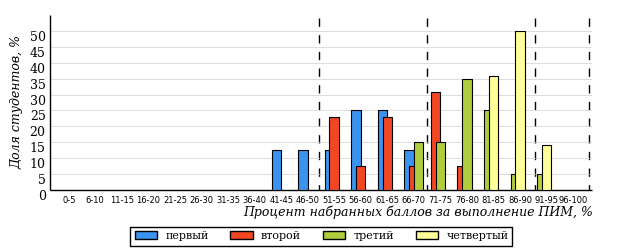 Доля студентов, %
50
45
40
35
30
25
20
15
10
5
0
0-5 6-10 11-15 16-20 21-25 26-30 31-35 36-40 41-45 46-50 51-55 56-60 61-65 66-70 71-75 76-80 81-85 86-90 91-95 96-100
Процент набранных баллов за выполнение ПИМ, %
первый второй третий четвертый